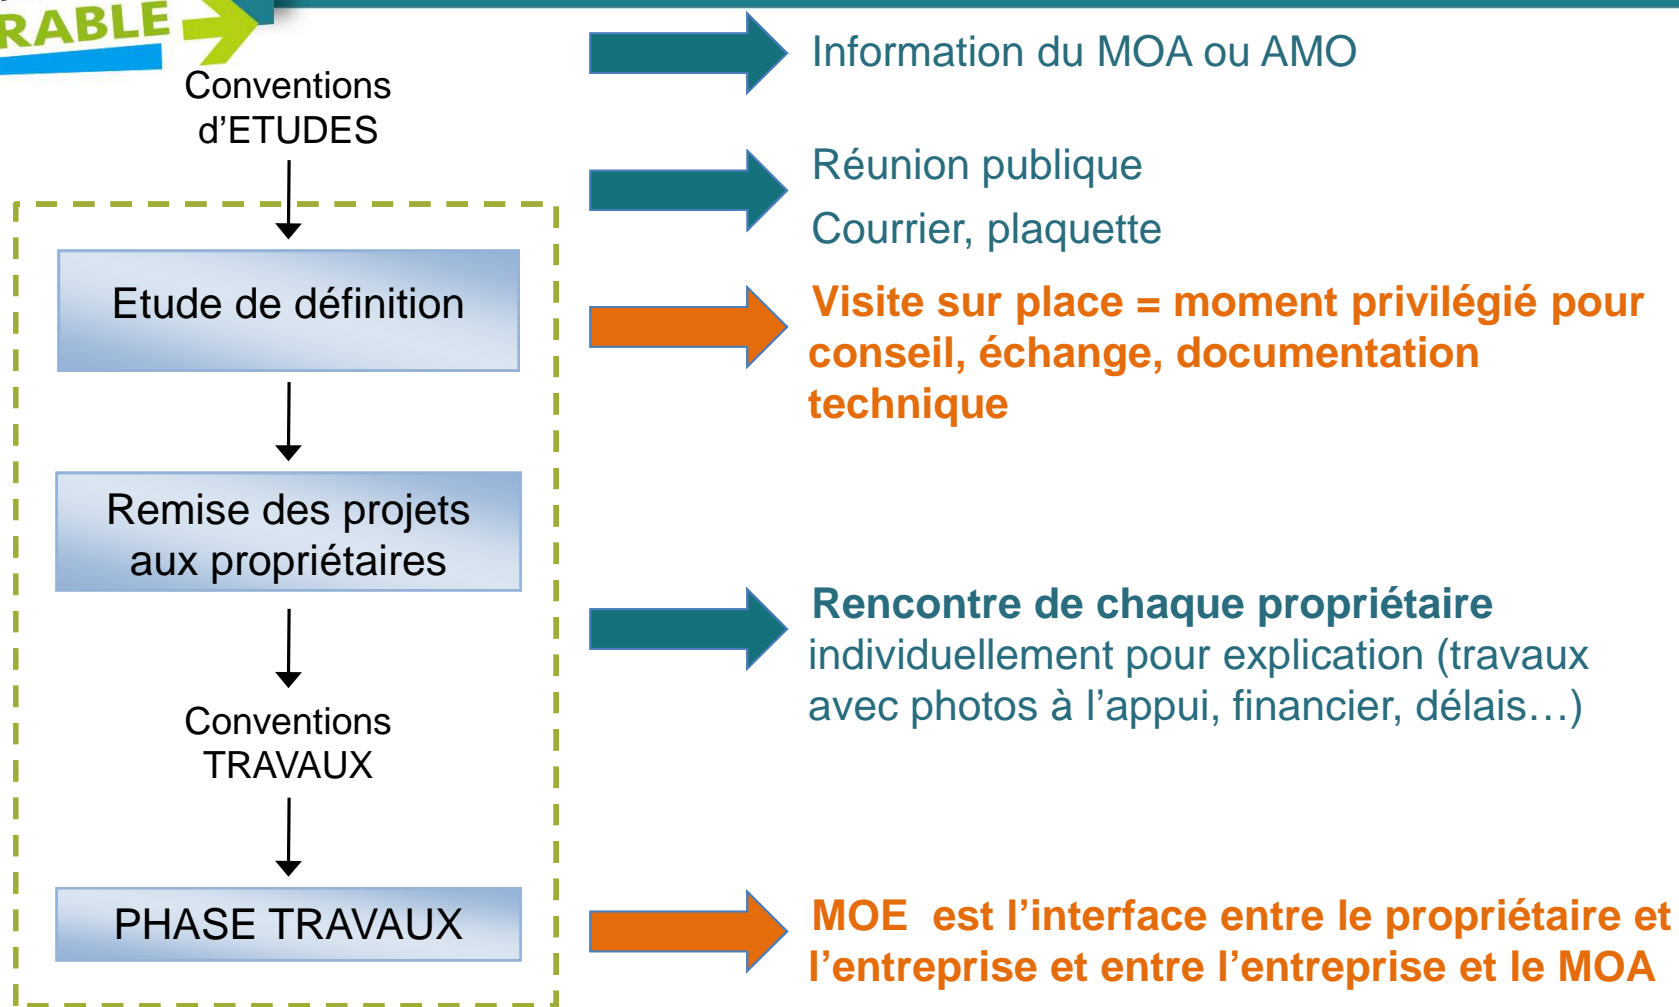 RABLE
Conventions
d’ETUDES
Etude de définition
Remise des projets
aux propriétaires
Conventions
TRAVAUX
PHASE TRAVAUX
Information du MOA ou AMO
Réunion publique
Courrier, plaquette
Visite sur place = moment privilégié pour
conseil, échange, documentation
technique
Rencontre de chaque propriétaire
individuellement pour explication (travaux
avec photos à l’appui, financier, délais…)
MOE est l’interface entre le propriétaire et
l’entreprise et entre l’entreprise et le MOA